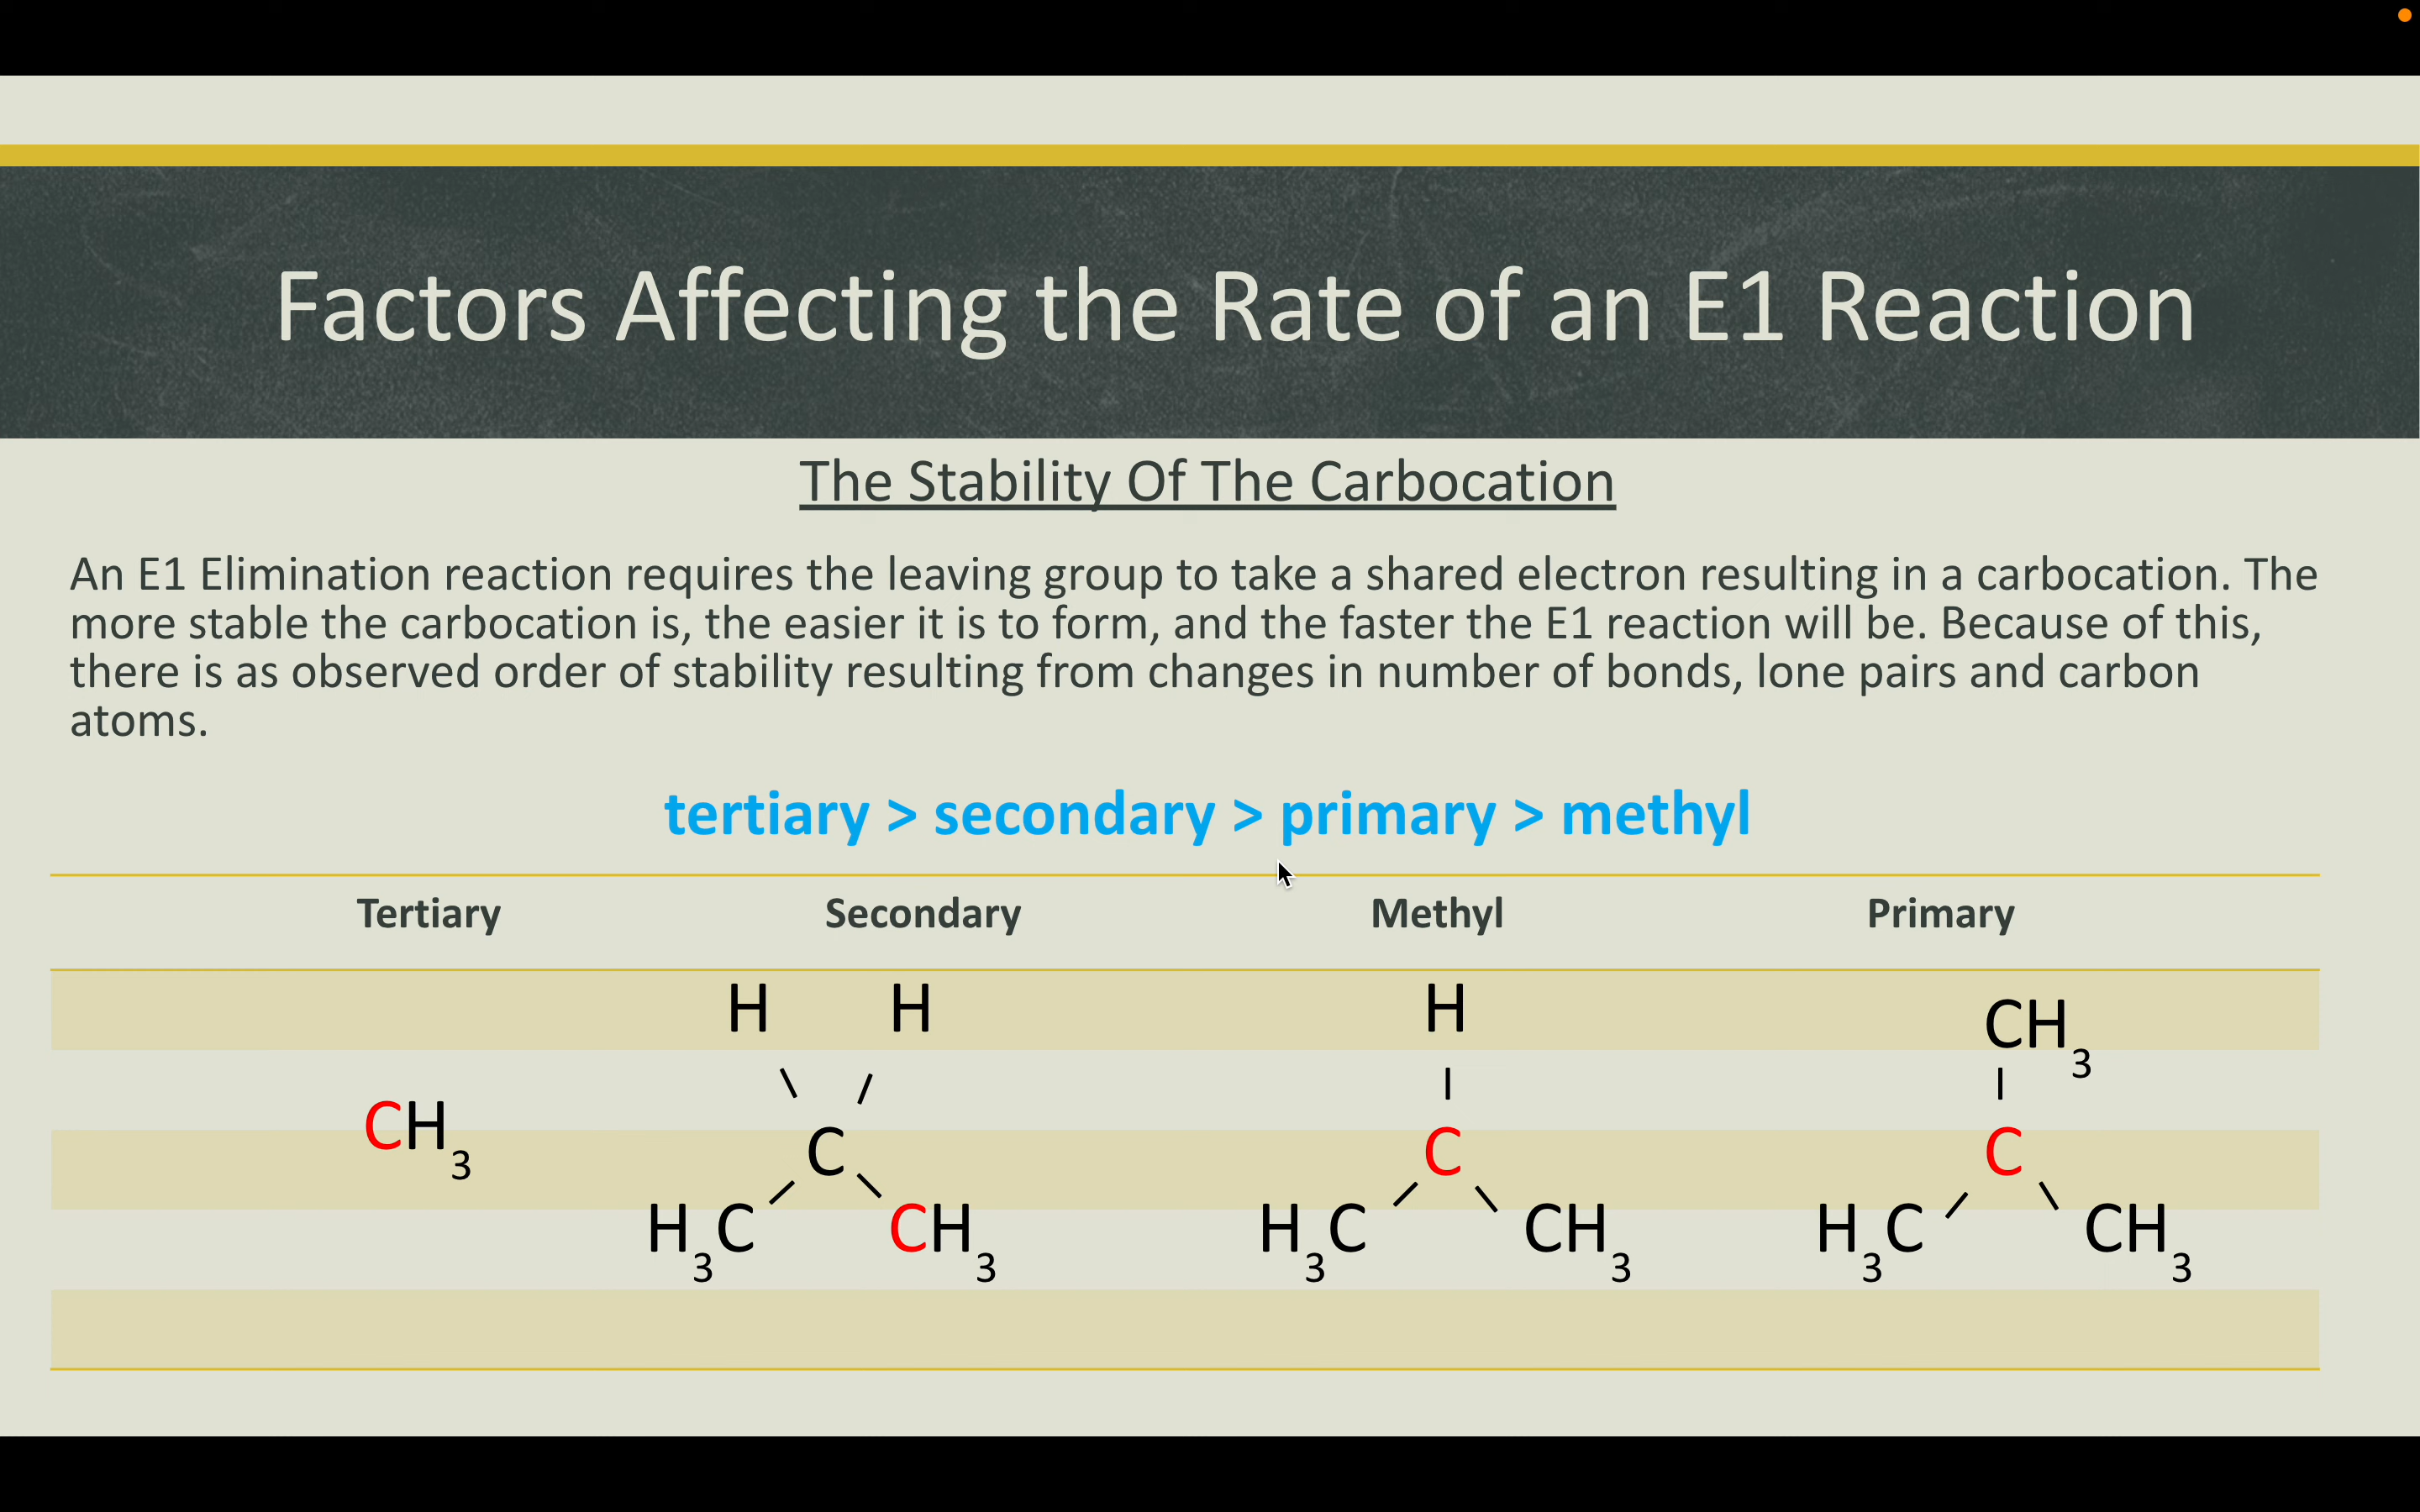 Factors Affecting the Rate of an E1 Reaction
The Stability Of The Carbocation
An E1 Elimination reaction requires the leaving group to take a shared electron resulting in a carbocation. The
more stable the carbocation is, the easier it is to form, and the faster the E1 reaction will be. Because of this,
there is as observed order of stability resulting from changes in number of bonds, lone pairs and carbon
atoms.
tertiary > secondary > primary > methyl
Tertiary Secondary Methyl Primary
H H H CH3
CH3 C C C
H3C CH3 H3C CH3 H3C CH3